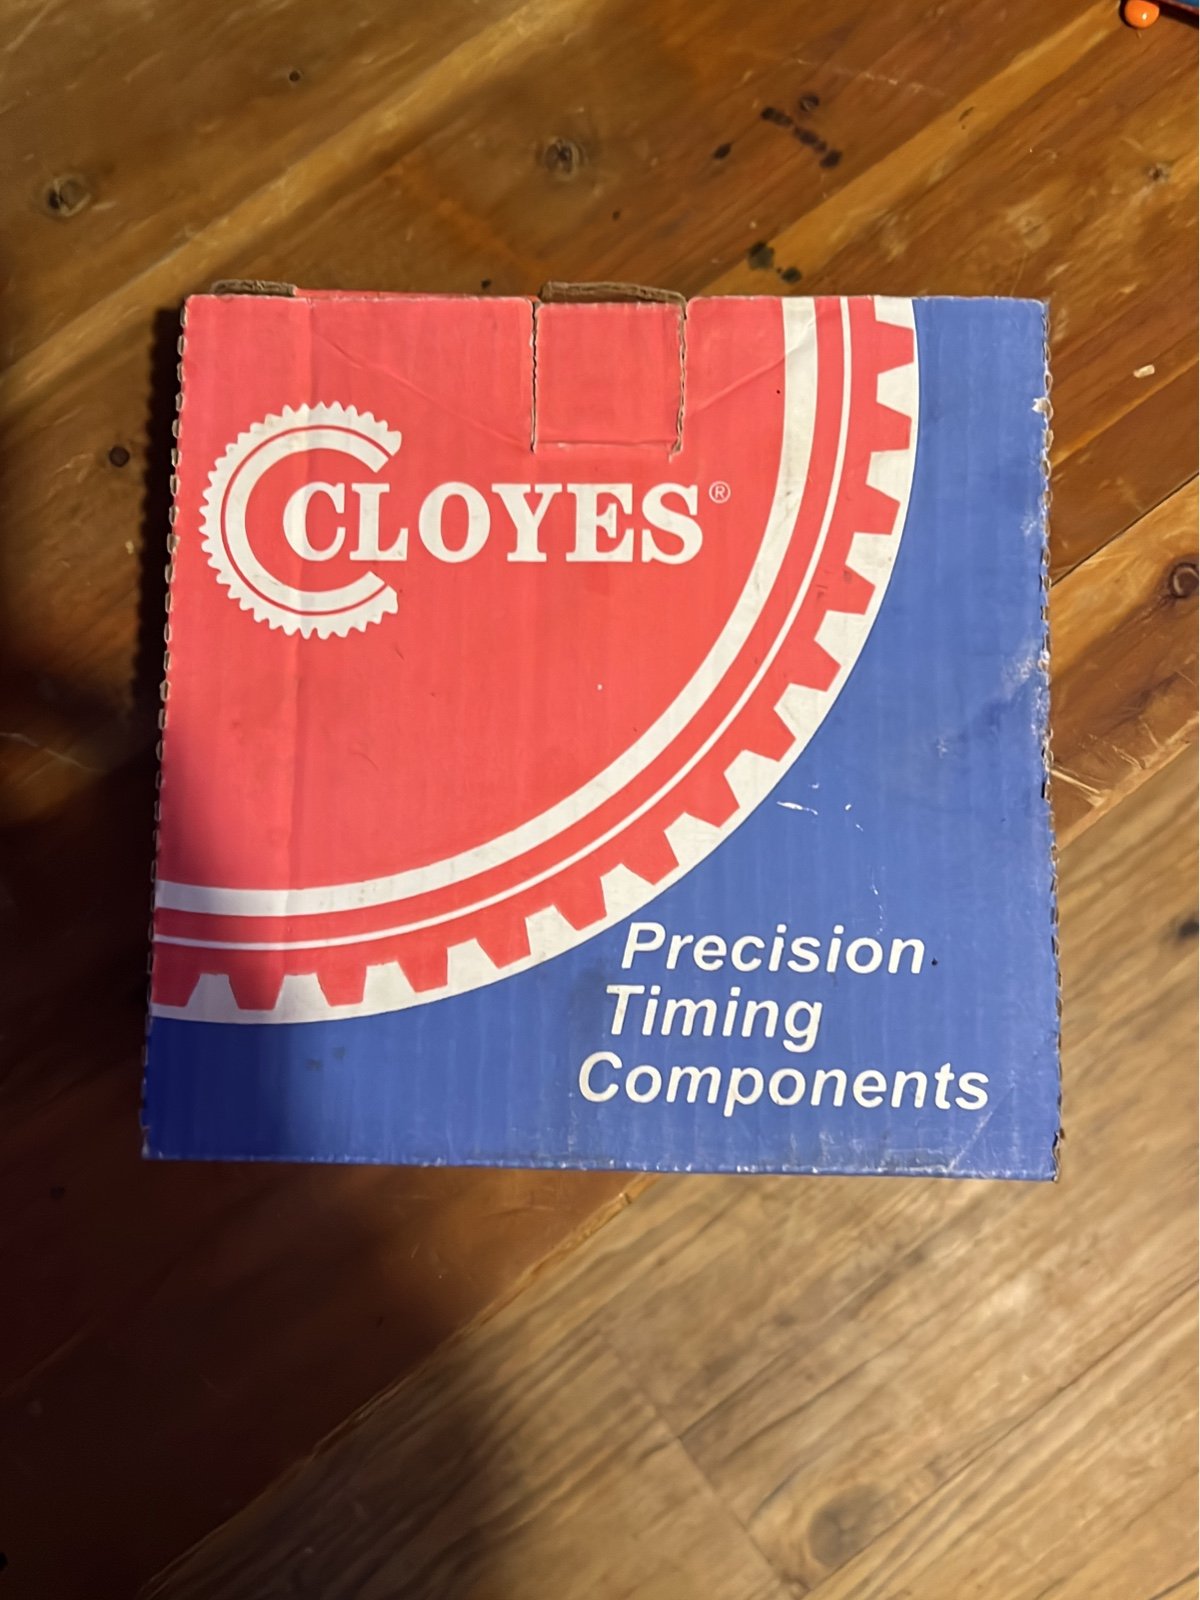 CLOYES®
Precision
Timing
Components